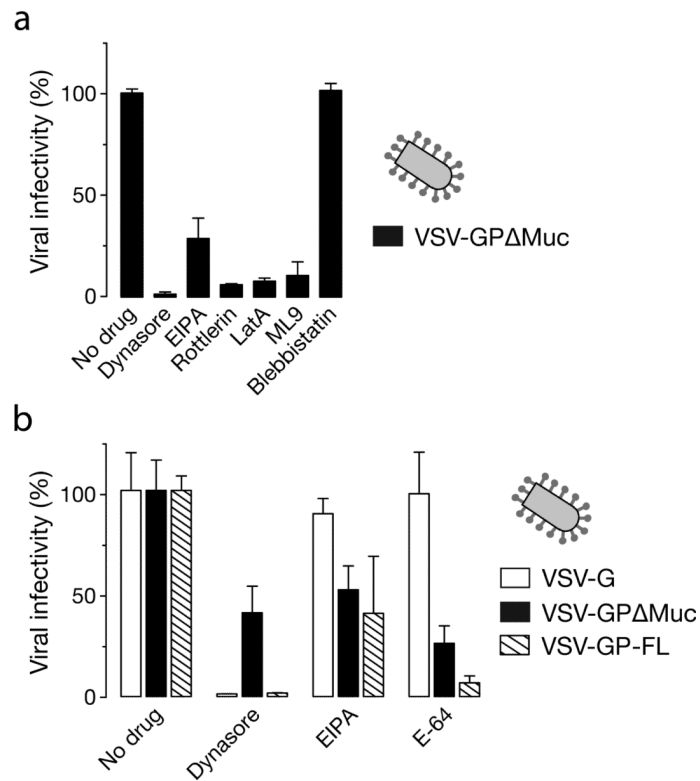 a
Viral infectivity (%)
100
50
0
No drug
Dynasore
EIPA
Rottlerin
LatA
ML9
Blebbistatin
VSV-GPΔMuc
b
Viral infectivity (%)
100
50
0
No drug
Dynasore
EIPA
E-64
VSV-G
VSV-GPΔMuc
VSV-GP-FL